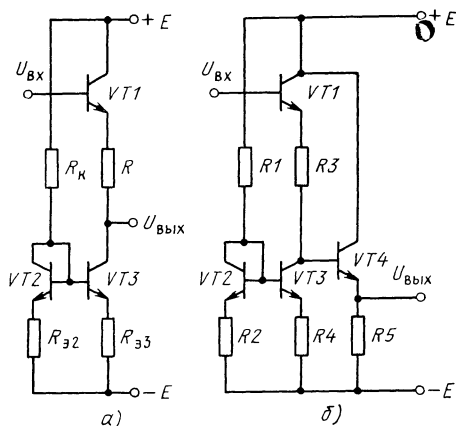 + E
+ E
U вх
VT1
U вх
VT1
R к
R
R1
R3
U вых
VT2
VT3
VT2
VT3
VT4
U вых
R э2
R э3
R2
R4
R5
− E
− E
а)
б)